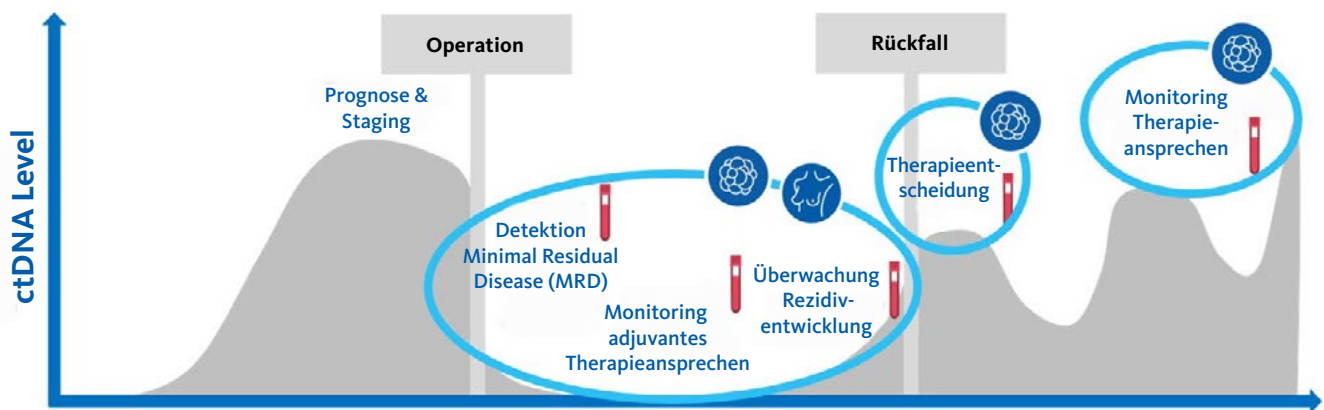 Operation
Rückfall
Prognose &
Staging
Monitoring
Therapie-
ansprechen
Therapieent-
scheidung
Detektion
Minimal Residual
Disease (MRD)
Überwachung
Rezidiv-
entwicklung
Monitoring
adjuvantes
Therapieansprechen
ctDNA Level